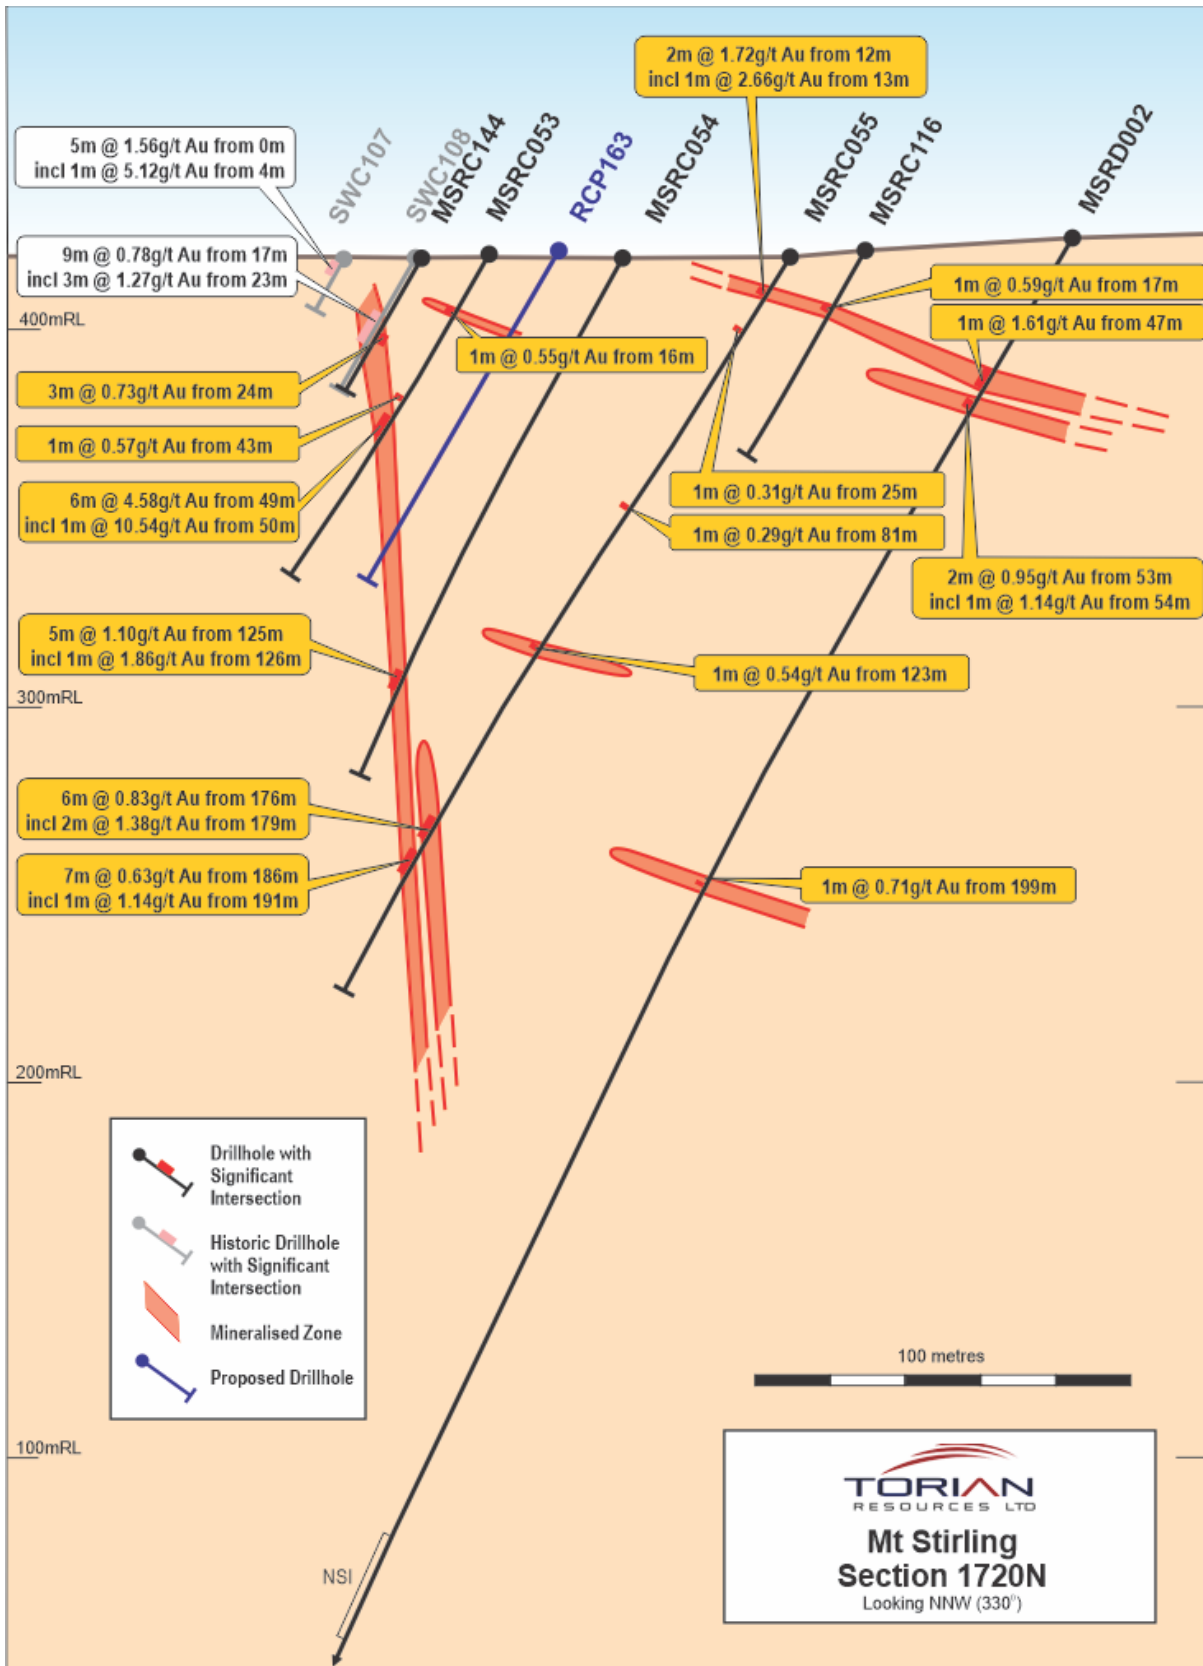 2m @ 1.72g/t Au from 12m
incl 1m @ 2.66g/t Au from 13m
5m @ 1.56g/t Au from 0m
incl 1m @ 5.12g/t Au from 4m
SWC107
SWC108
MSRC144
MSRC053
RCP163
MSRC054
MSRC055
MSRC116
MSRD002
9m @ 0.78g/t Au from 17m
incl 3m @ 1.27g/t Au from 23m
1m @ 0.59g/t Au from 17m
400mRL
1m @ 1.61g/t Au from 47m
1m @ 0.55g/t Au from 16m
3m @ 0.73g/t Au from 24m
1m @ 0.57g/t Au from 43m
1m @ 0.31g/t Au from 25m
6m @ 4.58g/t Au from 49m
incl 1m @ 10.54g/t Au from 50m
1m @ 0.29g/t Au from 81m
2m @ 0.95g/t Au from 53m
incl 1m @ 1.14g/t Au from 54m
5m @ 1.10g/t Au from 125m
incl 1m @ 1.86g/t Au from 126m
1m @ 0.54g/t Au from 123m
300mRL
6m @ 0.83g/t Au from 176m
incl 2m @ 1.38g/t Au from 179m
7m @ 0.63g/t Au from 186m
incl 1m @ 1.14g/t Au from 191m
1m @ 0.71g/t Au from 199m
200mRL
Drillhole with
Significant
Intersection
Historic Drillhole
with Significant
Intersection
Mineralised Zone
Proposed Drillhole
100 metres
100mRL
TORIAN
RESOURCES LTD
Mt Stirling
Section 1720N
Looking NNW (330°)
NSI